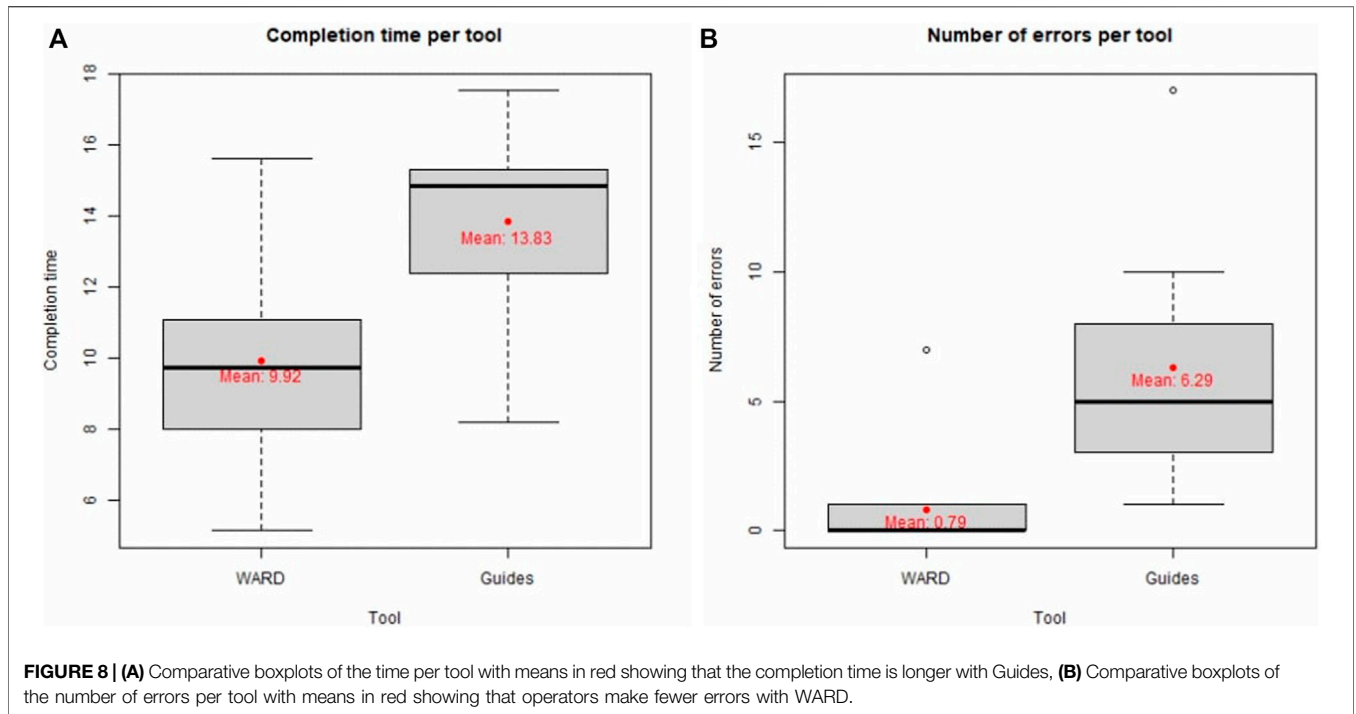 A
Completion time per tool
Completion time
18
16
14
12
10
8
6
Mean: 9.92
Mean: 13.83
WARD
Guides
Tool
B
Number of errors per tool
Number of errors
15
10
5
0
Mean: 0.79
Mean: 6.29
WARD
Guides
Tool
FIGURE 8 | (A) Comparative boxplots of the time per tool with means in red showing that the completion time is longer with Guides, (B) Comparative boxplots of
the number of errors per tool with means in red showing that operators make fewer errors with WARD.